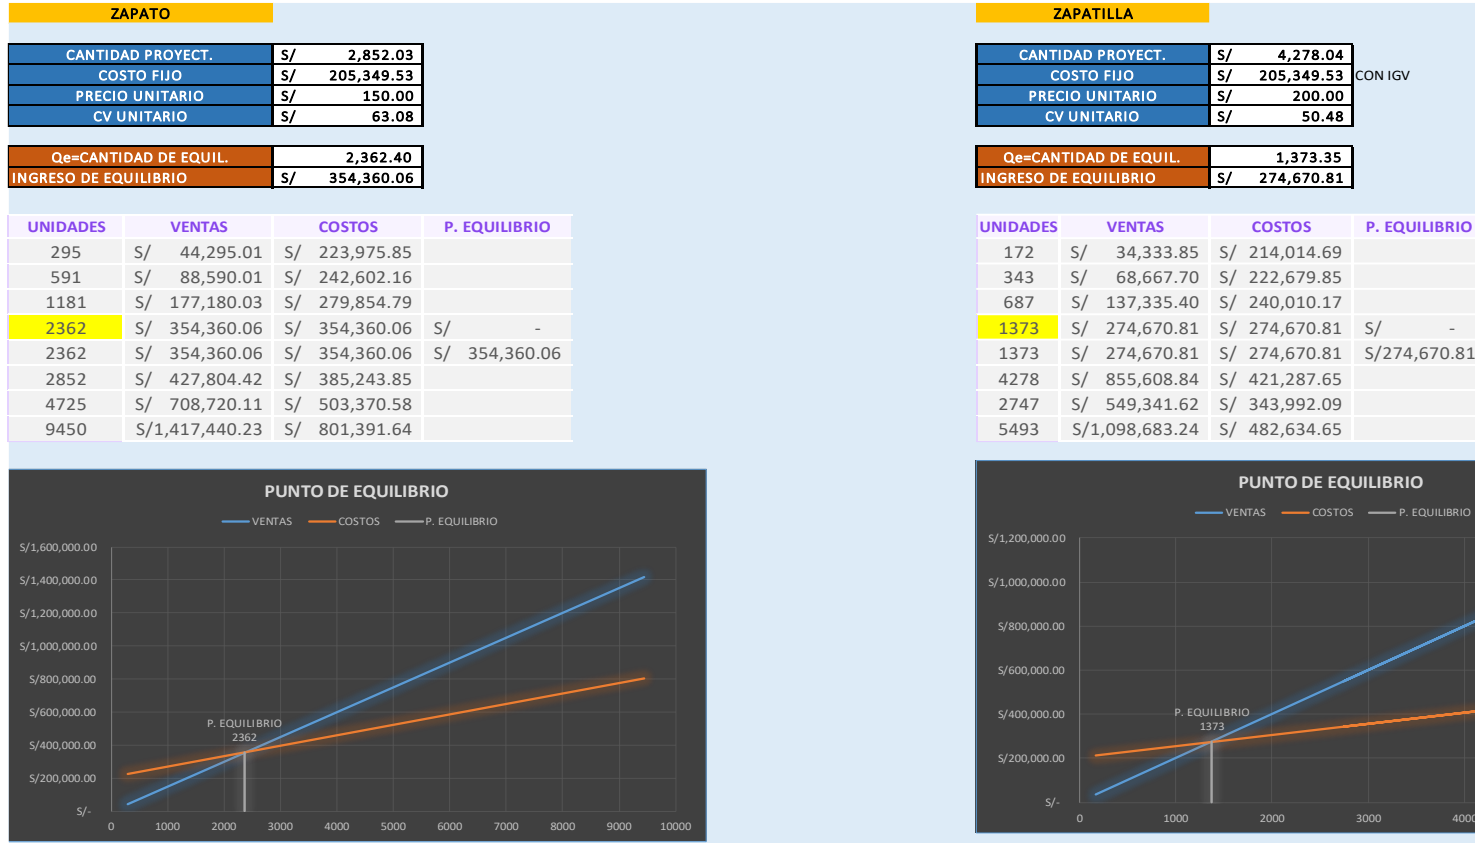 ZAPATO
CANTIDAD PROYECT. S/ 2,852.03
COSTO FIJO S/ 205,349.53
PRECIO UNITARIO S/ 150.00
CV UNITARIO S/ 63.08
Qe=CANTIDAD DE EQUIL. 2,362.40
INGRESO DE EQUILIBRIO S/ 354,360.06
UNIDADES VENTAS COSTOS P. EQUILIBRIO
295 S/ 44,295.01 S/ 223,975.85
591 S/ 88,590.01 S/ 242,602.16
1181 S/ 177,180.03 S/ 279,854.79
2362 S/ 354,360.06 S/ 354,360.06 S/ -
2362 S/ 354,360.06 S/ 354,360.06 S/ 354,360.06
2852 S/ 427,804.42 S/ 385,243.85
4725 S/ 708,720.11 S/ 503,370.58
9450 S/1,417,440.23 S/ 801,391.64
PUNTO DE EQUILIBRIO
VENTAS COSTOS P. EQUILIBRIO
S/1,600,000.00
S/1,400,000.00
S/1,200,000.00
S/1,000,000.00
S/800,000.00
S/600,000.00
S/400,000.00
S/200,000.00
S/-
P. EQUILIBRIO
2362
0 1000 2000 3000 4000 5000 6000 7000 8000 9000 10000
ZAPATILLA
CANTIDAD PROYECT. S/ 4,278.04
COSTO FIJO S/ 205,349.53 CON IGV
PRECIO UNITARIO S/ 200.00
CV UNITARIO S/ 50.48
Qe=CANTIDAD DE EQUIL. 1,373.35
INGRESO DE EQUILIBRIO S/ 274,670.81
UNIDADES VENTAS COSTOS P. EQUILIBRIO
172 S/ 34,333.85 S/ 214,014.69
343 S/ 68,667.70 S/ 222,679.85
687 S/ 137,335.40 S/ 240,010.17
1373 S/ 274,670.81 S/ 274,670.81 S/ -
1373 S/ 274,670.81 S/ 274,670.81 S/274,670.81
4278 S/ 855,608.84 S/ 421,287.65
2747 S/ 549,341.62 S/ 343,992.09
5493 S/1,098,683.24 S/ 482,634.65
PUNTO DE EQUILIBRIO
VENTAS COSTOS P. EQUILIBRIO
S/1,200,000.00
S/1,000,000.00
S/800,000.00
S/600,000.00
S/400,000.00
S/200,000.00
S/-
P. EQUILIBRIO
1373
0 1000 2000 3000 4000